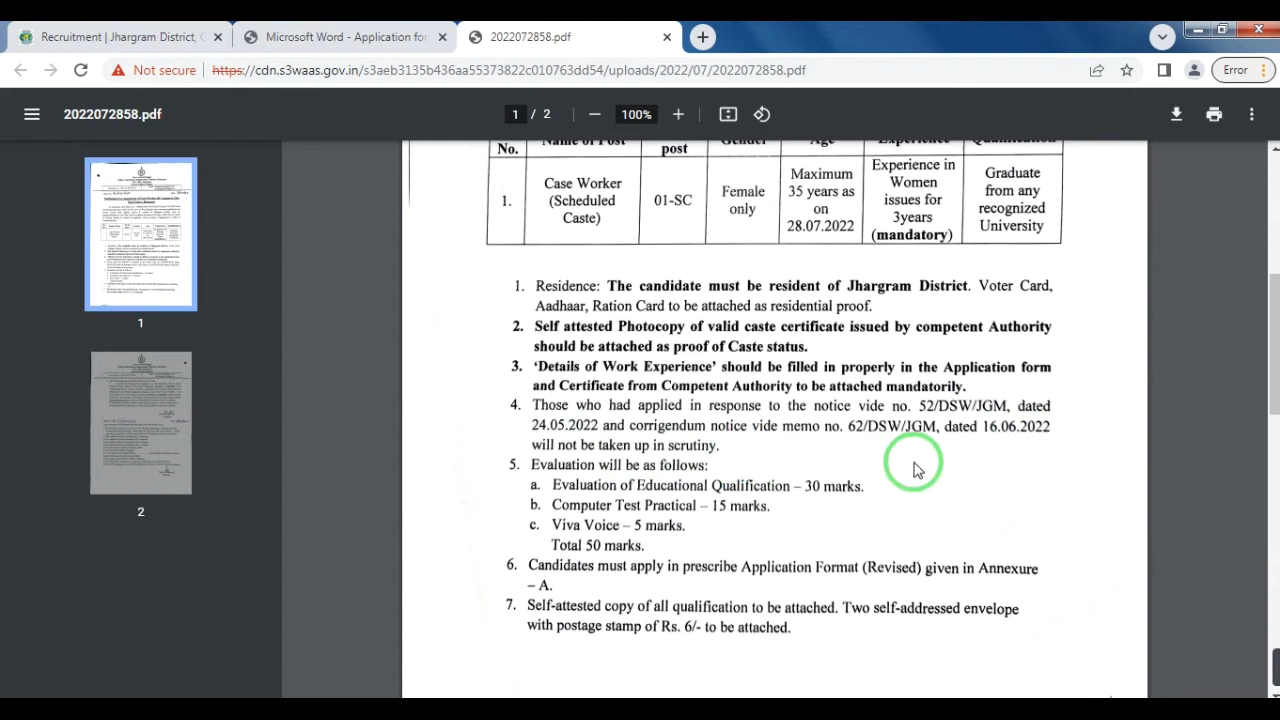 Recruitment | Jhargram District,
Microsoft Word - Application for
2022072858.pdf
Not secure
https://cdn.s3waas.gov.in/s3aeb3135b436aa55373822c010763dd54/uploads/2022/07/2022072858.pdf
Error
2022072858.pdf
1 / 2
100%
No.
Name of Post
post
Gender
Age
Experience
Qualification
1.
Case Worker
(Scheduled
Caste)
01-SC
Female
only
Maximum
35 years as
on
28.07.2022
Experience in
Women
issues for
3years
(mandatory)
Graduate
from any
recognized
University
1. Residence: The candidate must be resident of Jhargram District. Voter Card,
Aadhaar, Ration Card to be attached as residential proof.
2. Self attested Photocopy of valid caste certificate issued by competent Authority
should be attached as proof of Caste status.
3. ‘Details of Work Experience’ should be filled in properly in the Application form
and Certificate from Competent Authority to be attached mandatorily.
4. Those who had applied in response to the notice vide no. 52/DSW/JGM, dated
24.05.2022 and corrigendum notice vide memo no. 62/DSW/JGM, dated 16.06.2022
will not be taken up in scrutiny.
5. Evaluation will be as follows:
a. Evaluation of Educational Qualification – 30 marks.
b. Computer Test Practical – 15 marks.
c. Viva Voice – 5 marks.
Total 50 marks.
6. Candidates must apply in prescribe Application Format (Revised) given in Annexure
– A.
7. Self-attested copy of all qualification to be attached. Two self-addressed envelope
with postage stamp of Rs. 6/- to be attached.
1
2